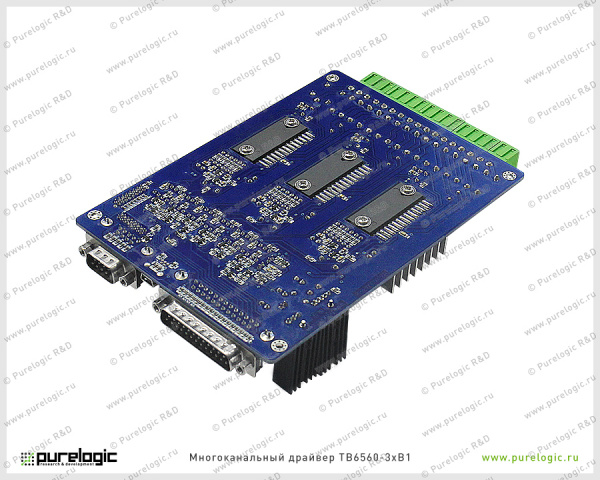 © Purelogic R&D
www.purelogic.ru
purelogic
research & development
Многоканальный драйвер TB6560-3xB1
www.purelogic.ru